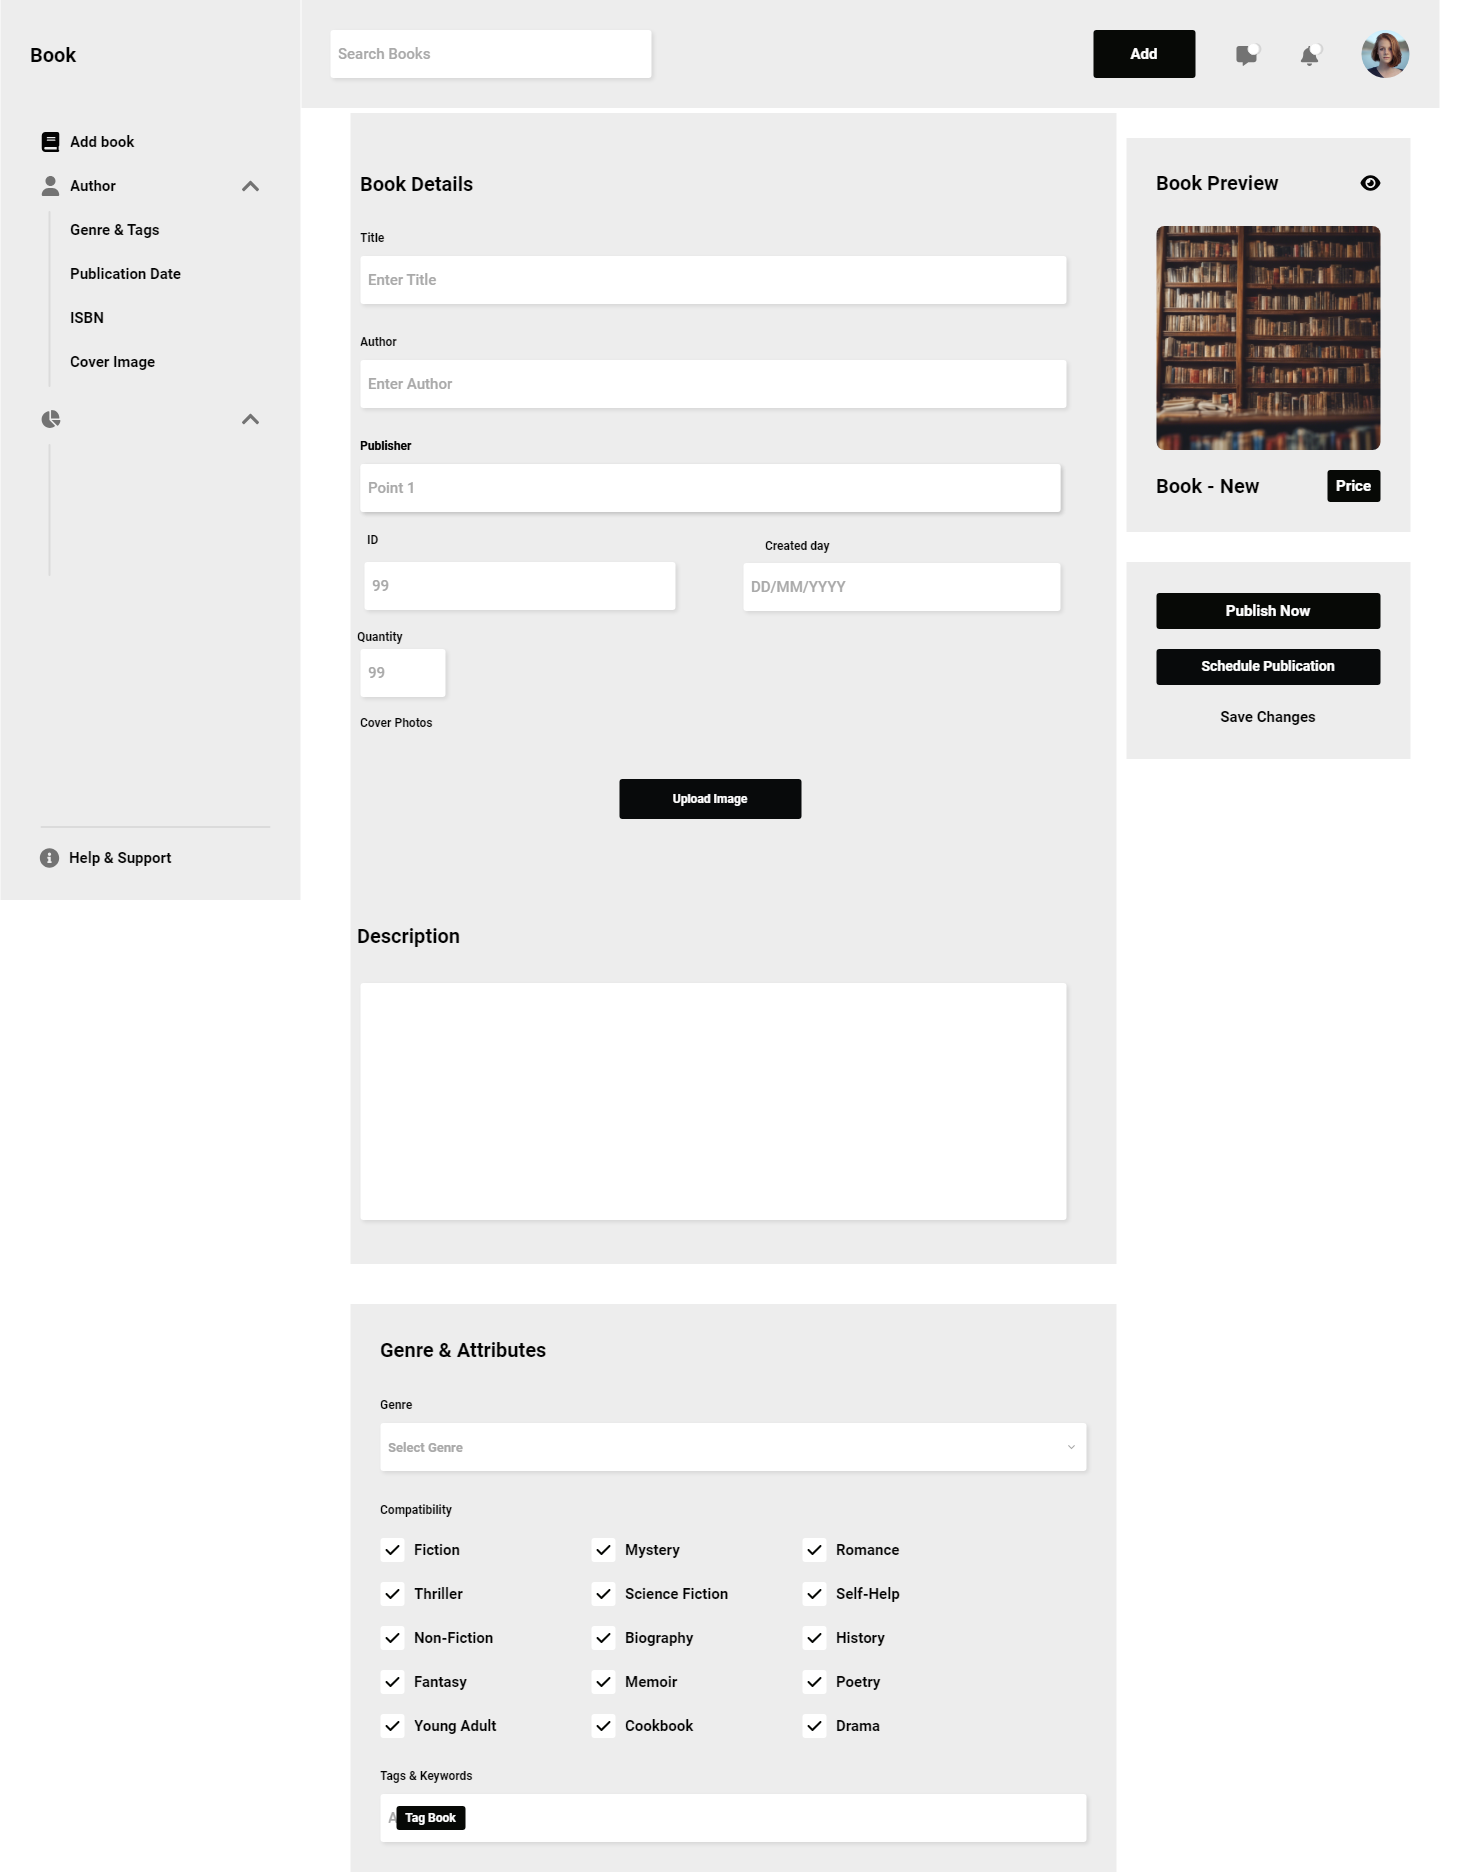 Book
Search Books
Add
Add book
Author
Genre & Tags
Publication Date
ISBN
Cover Image
Help & Support
Book Details
Title
Enter Title
Author
Enter Author
Publisher
Point 1
ID
Created day
99
DD/MM/YYYY
Quantity
99
Cover Photos
Upload Image
Description
Book Preview
Book - New
Price
Publish Now
Schedule Publication
Save Changes
Genre & Attributes
Genre
Select Genre
Compatibility
Fiction
Mystery
Romance
Thriller
Science Fiction
Self-Help
Non-Fiction
Biography
History
Fantasy
Memoir
Poetry
Young Adult
Cookbook
Drama
Tags & Keywords
Tag Book